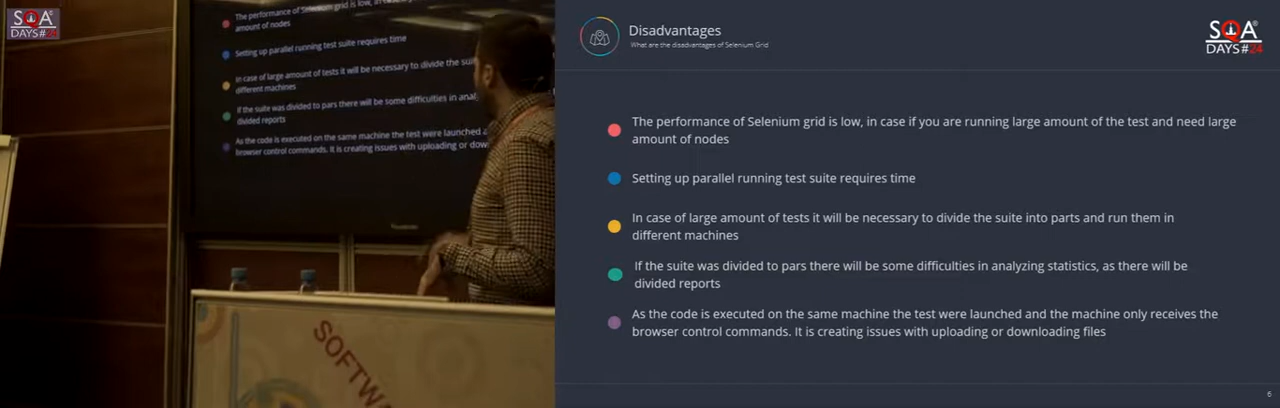 SQA
DAYS#24
The performance of Selenium grid is low, in
amount of nodes
Setting up parallel running test suite requires time
In case of large amount of tests it will be necessary to divide the
different machines
If the suite was divided to pars there will be some difficulties in
divided reports
As the code is executed on the same machine the test were launched
browser control commands. It is creating issues with uploading or
SOFTW
Disadvantages
What are the disadvantages of Selenium Grid
SQA
DAYS#24
The performance of Selenium grid is low, in case if you are running large amount of the test and need large
amount of nodes
Setting up parallel running test suite requires time
In case of large amount of tests it will be necessary to divide the suite into parts and run them in
different machines
If the suite was divided to pars there will be some difficulties in analyzing statistics, as there will be
divided reports
As the code is executed on the same machine the test were launched and the machine only receives the
browser control commands. It is creating issues with uploading or downloading files
6